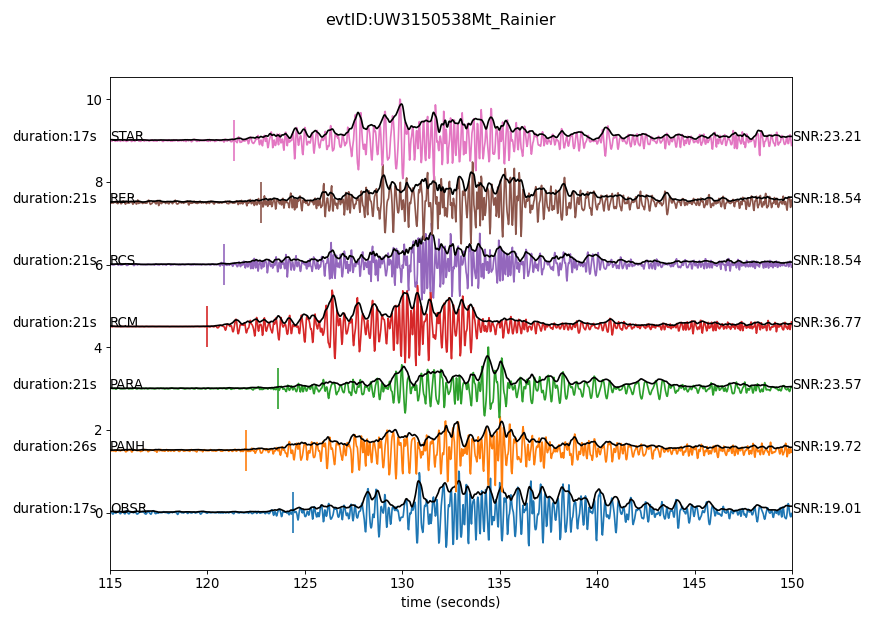 evtID:UW3150538Mt_Rainier
10
duration:17s STAR SNR:23.21
8
duration:21s RER SNR:18.54
duration:21s RCS SNR:18.54
6
duration:21s RCM SNR:36.77
4
duration:21s PARA SNR:23.57
2
duration:26s PANH SNR:19.72
duration:17s OBSR SNR:19.01
0
115 120 125 130 135 140 145 150
time (seconds)